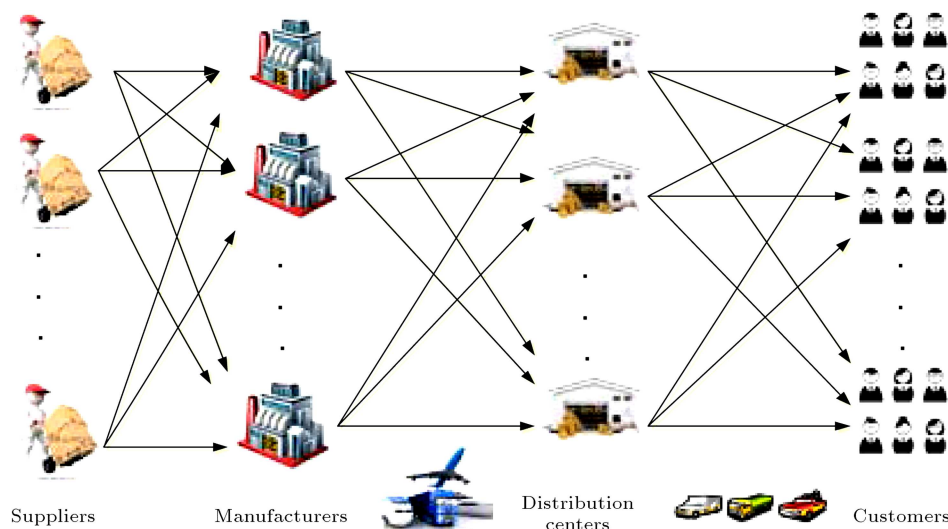 Suppliers
Manufacturers
Distribution
centers
Customers